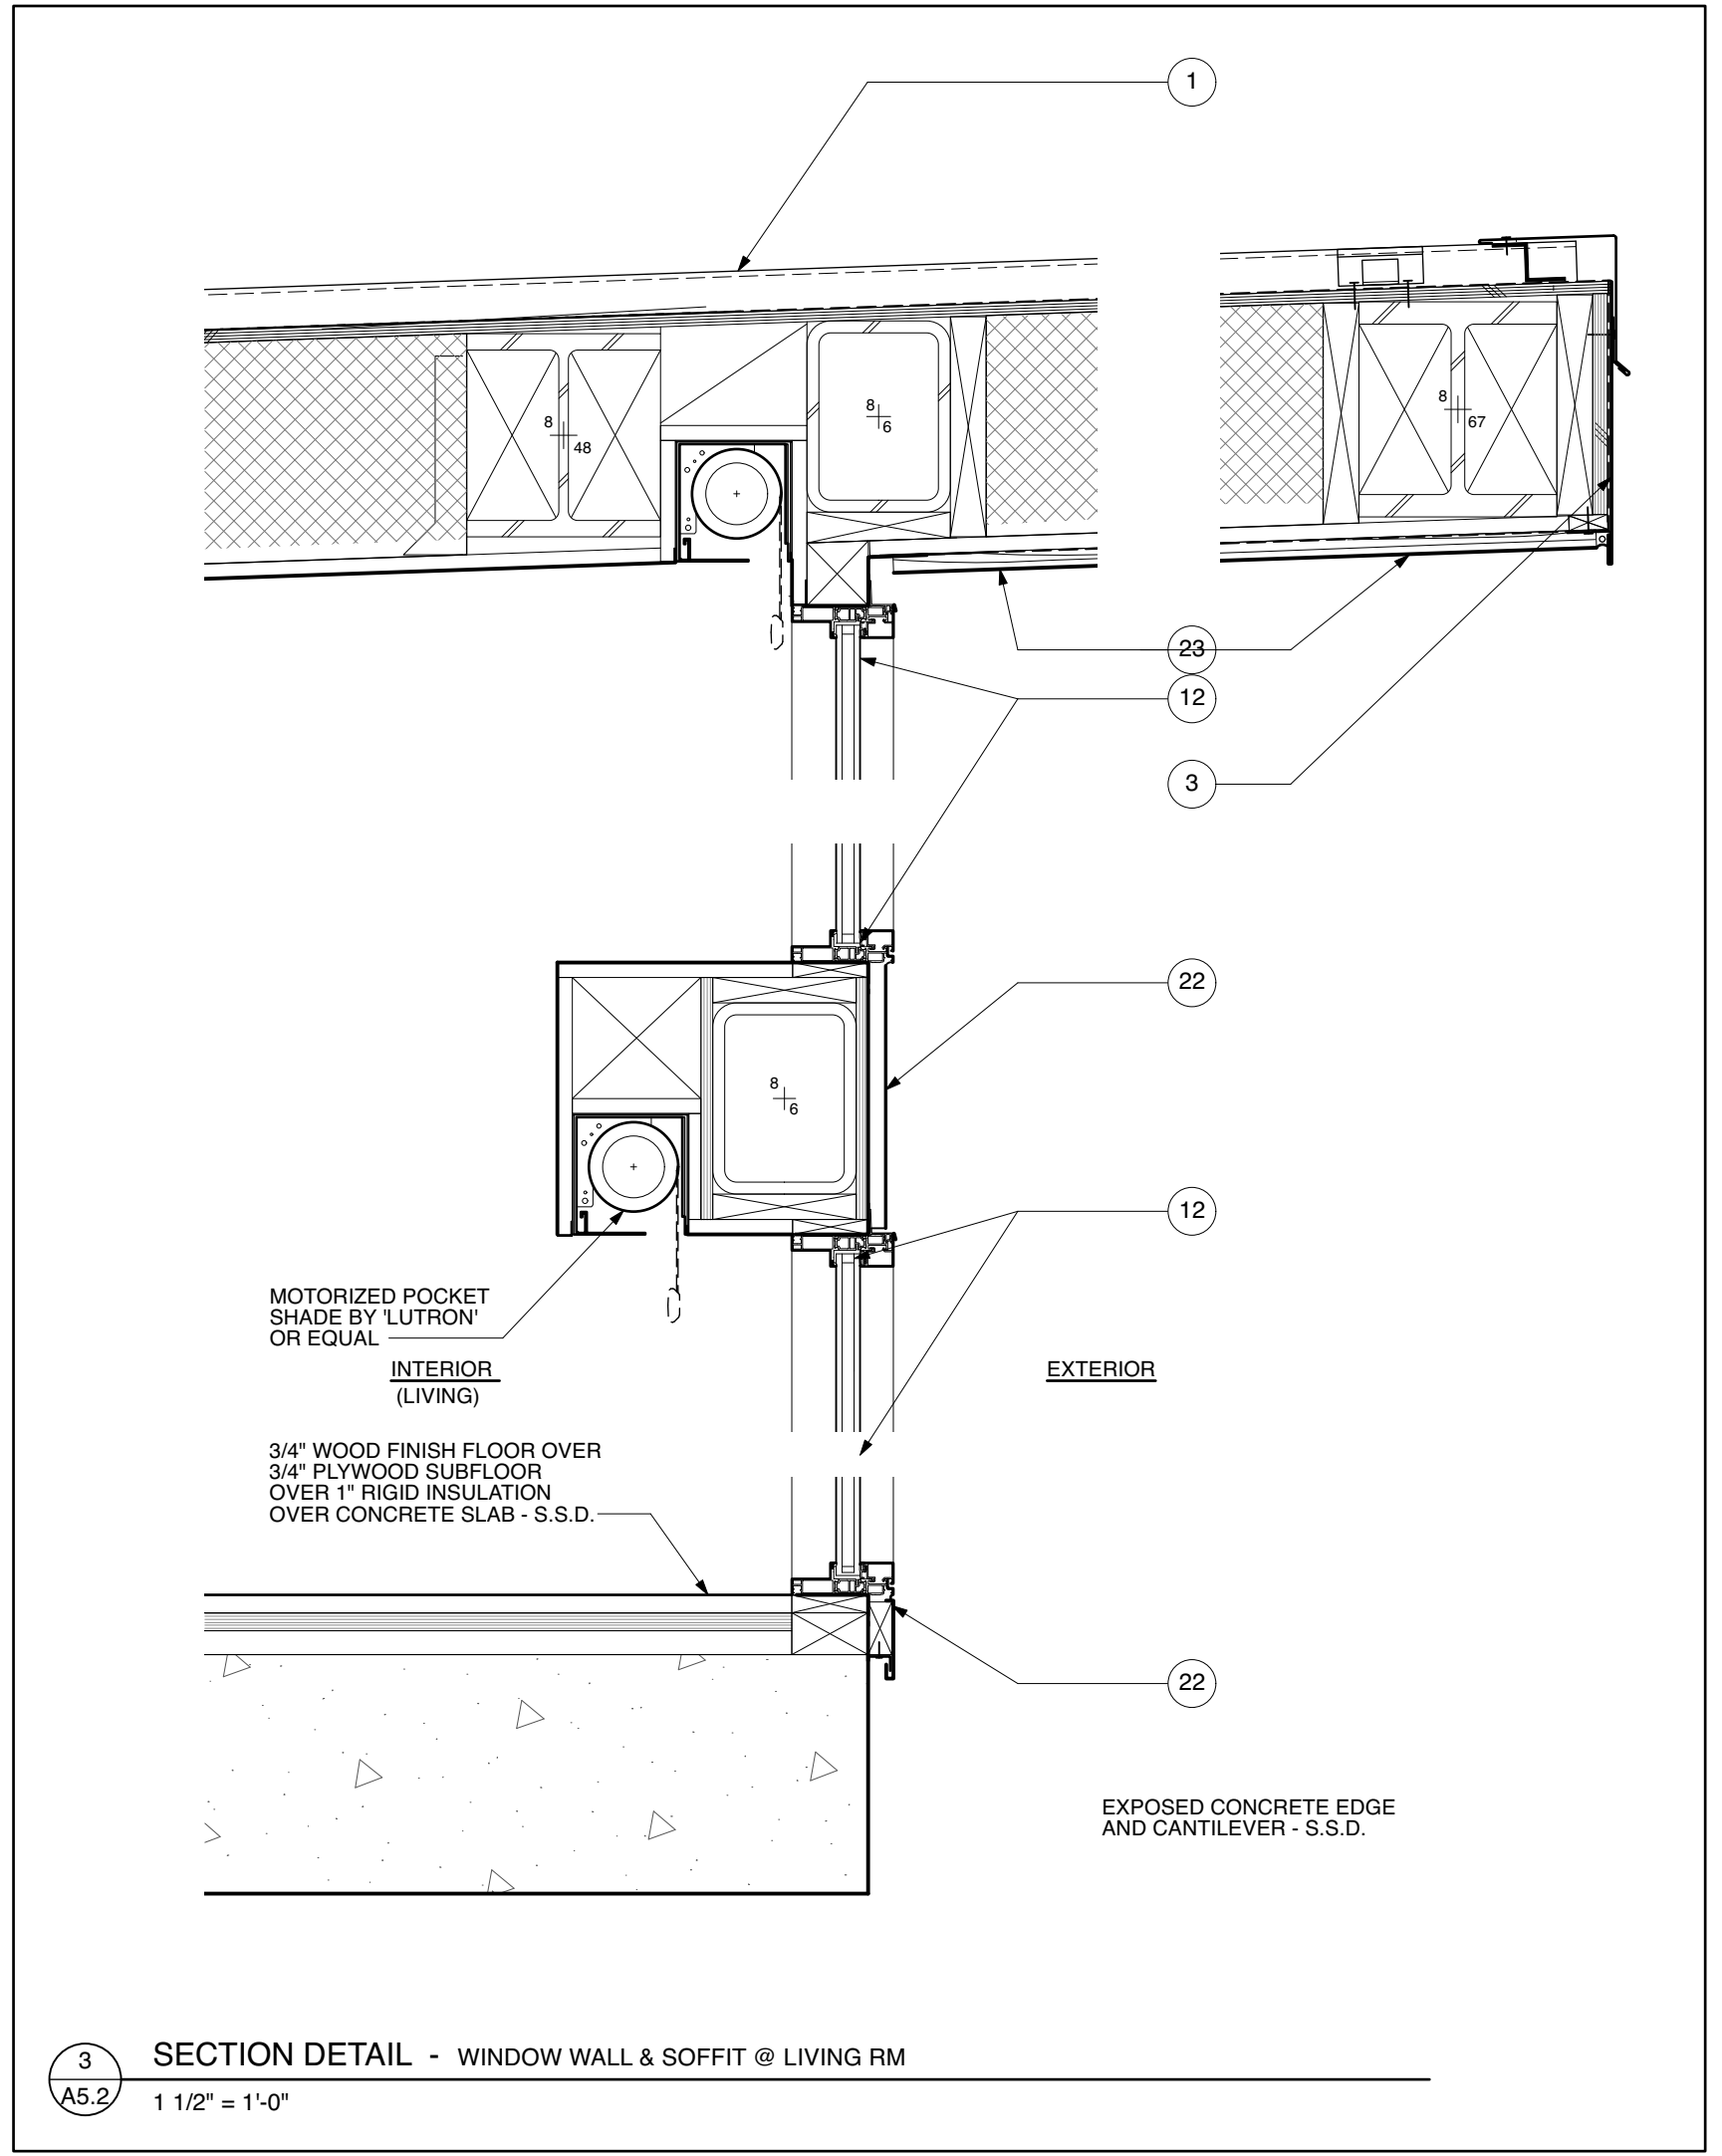 1
8
48
8
6
8
67
23
12
3
22
8
6
12
MOTORIZED POCKET
SHADE BY 'LUTRON'
OR EQUAL
INTERIOR
(LIVING)
EXTERIOR
3/4" WOOD FINISH FLOOR OVER
3/4" PLYWOOD SUBFLOOR
OVER 1" RIGID INSULATION
OVER CONCRETE SLAB - S.S.D.
22
EXPOSED CONCRETE EDGE
AND CANTILEVER - S.S.D.
3
A5.2
SECTION DETAIL - WINDOW WALL & SOFFIT @ LIVING RM
1 1/2" = 1'-0"